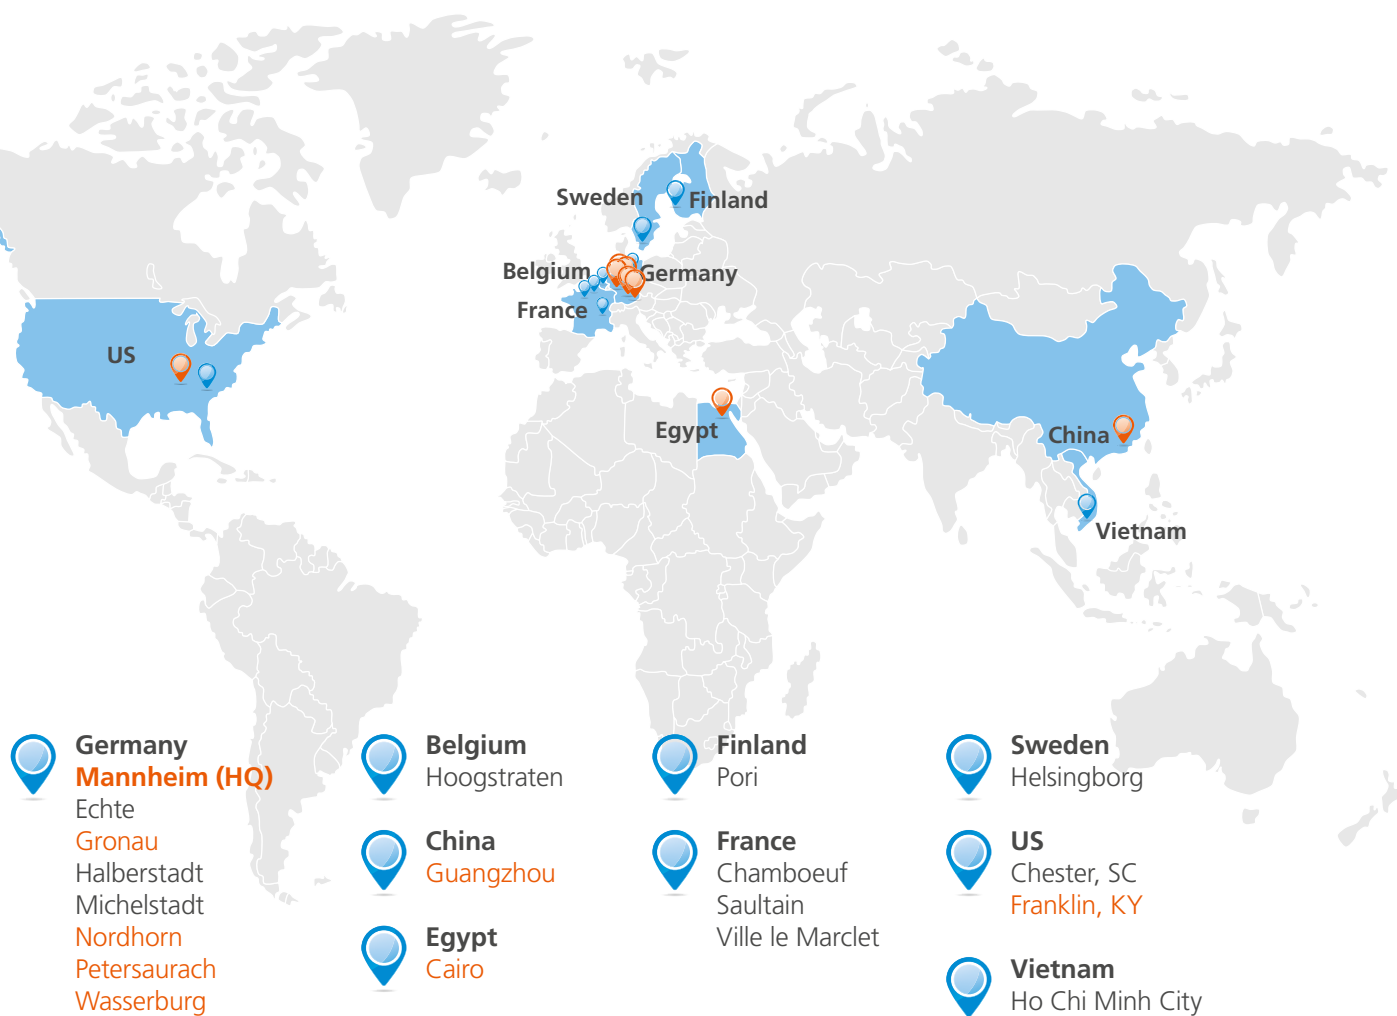 Sweden
Finland
Belgium
Germany
France
US
Egypt
China
Vietnam
Germany
Mannheim (HQ)
Echte
Gronau
Halberstadt
Michelstadt
Nordhorn
Petersaurach
Wasserburg
Belgium
Hoogstraten
China
Guangzhou
Egypt
Cairo
Finland
Pori
France
Chamboeuf
Saultain
Ville le Marclet
Sweden
Helsingborg
US
Chester, SC
Franklin, KY
Vietnam
Ho Chi Minh City